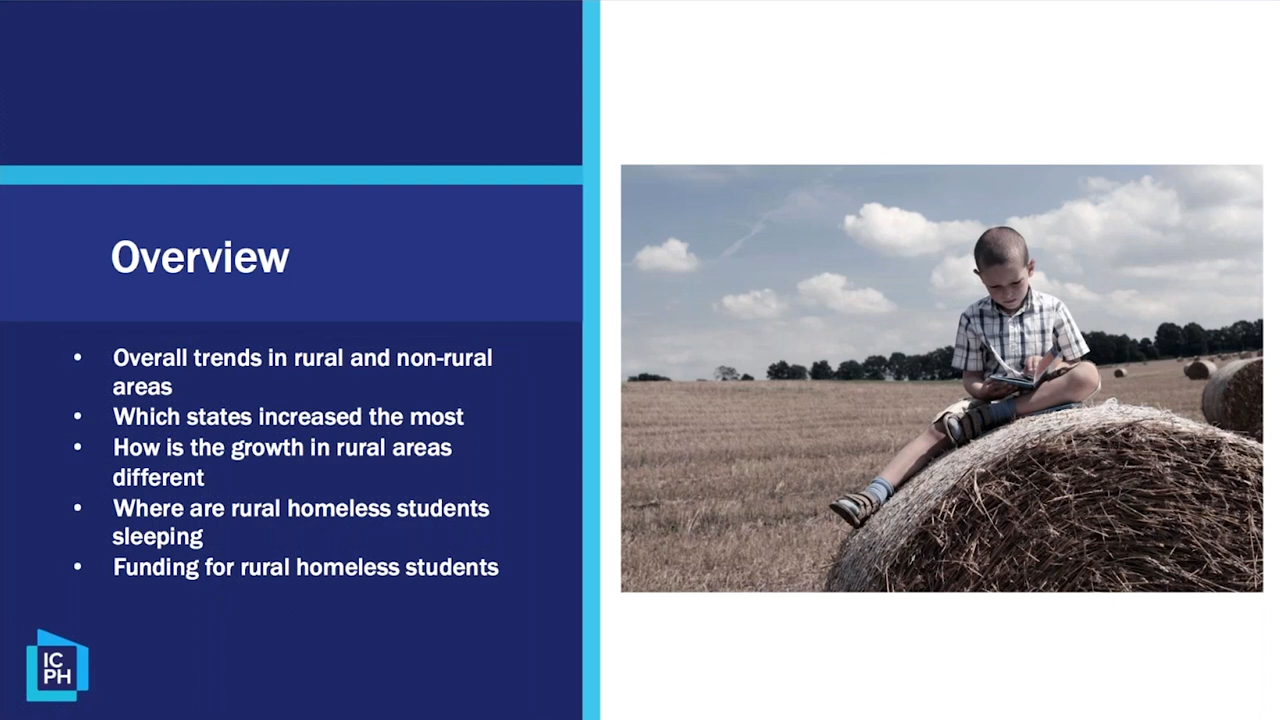 Overview
• Overall trends in rural and non-rural
areas
• Which states increased the most
• How is the growth in rural areas
different
• Where are rural homeless students
sleeping
• Funding for rural homeless students
IC
PH